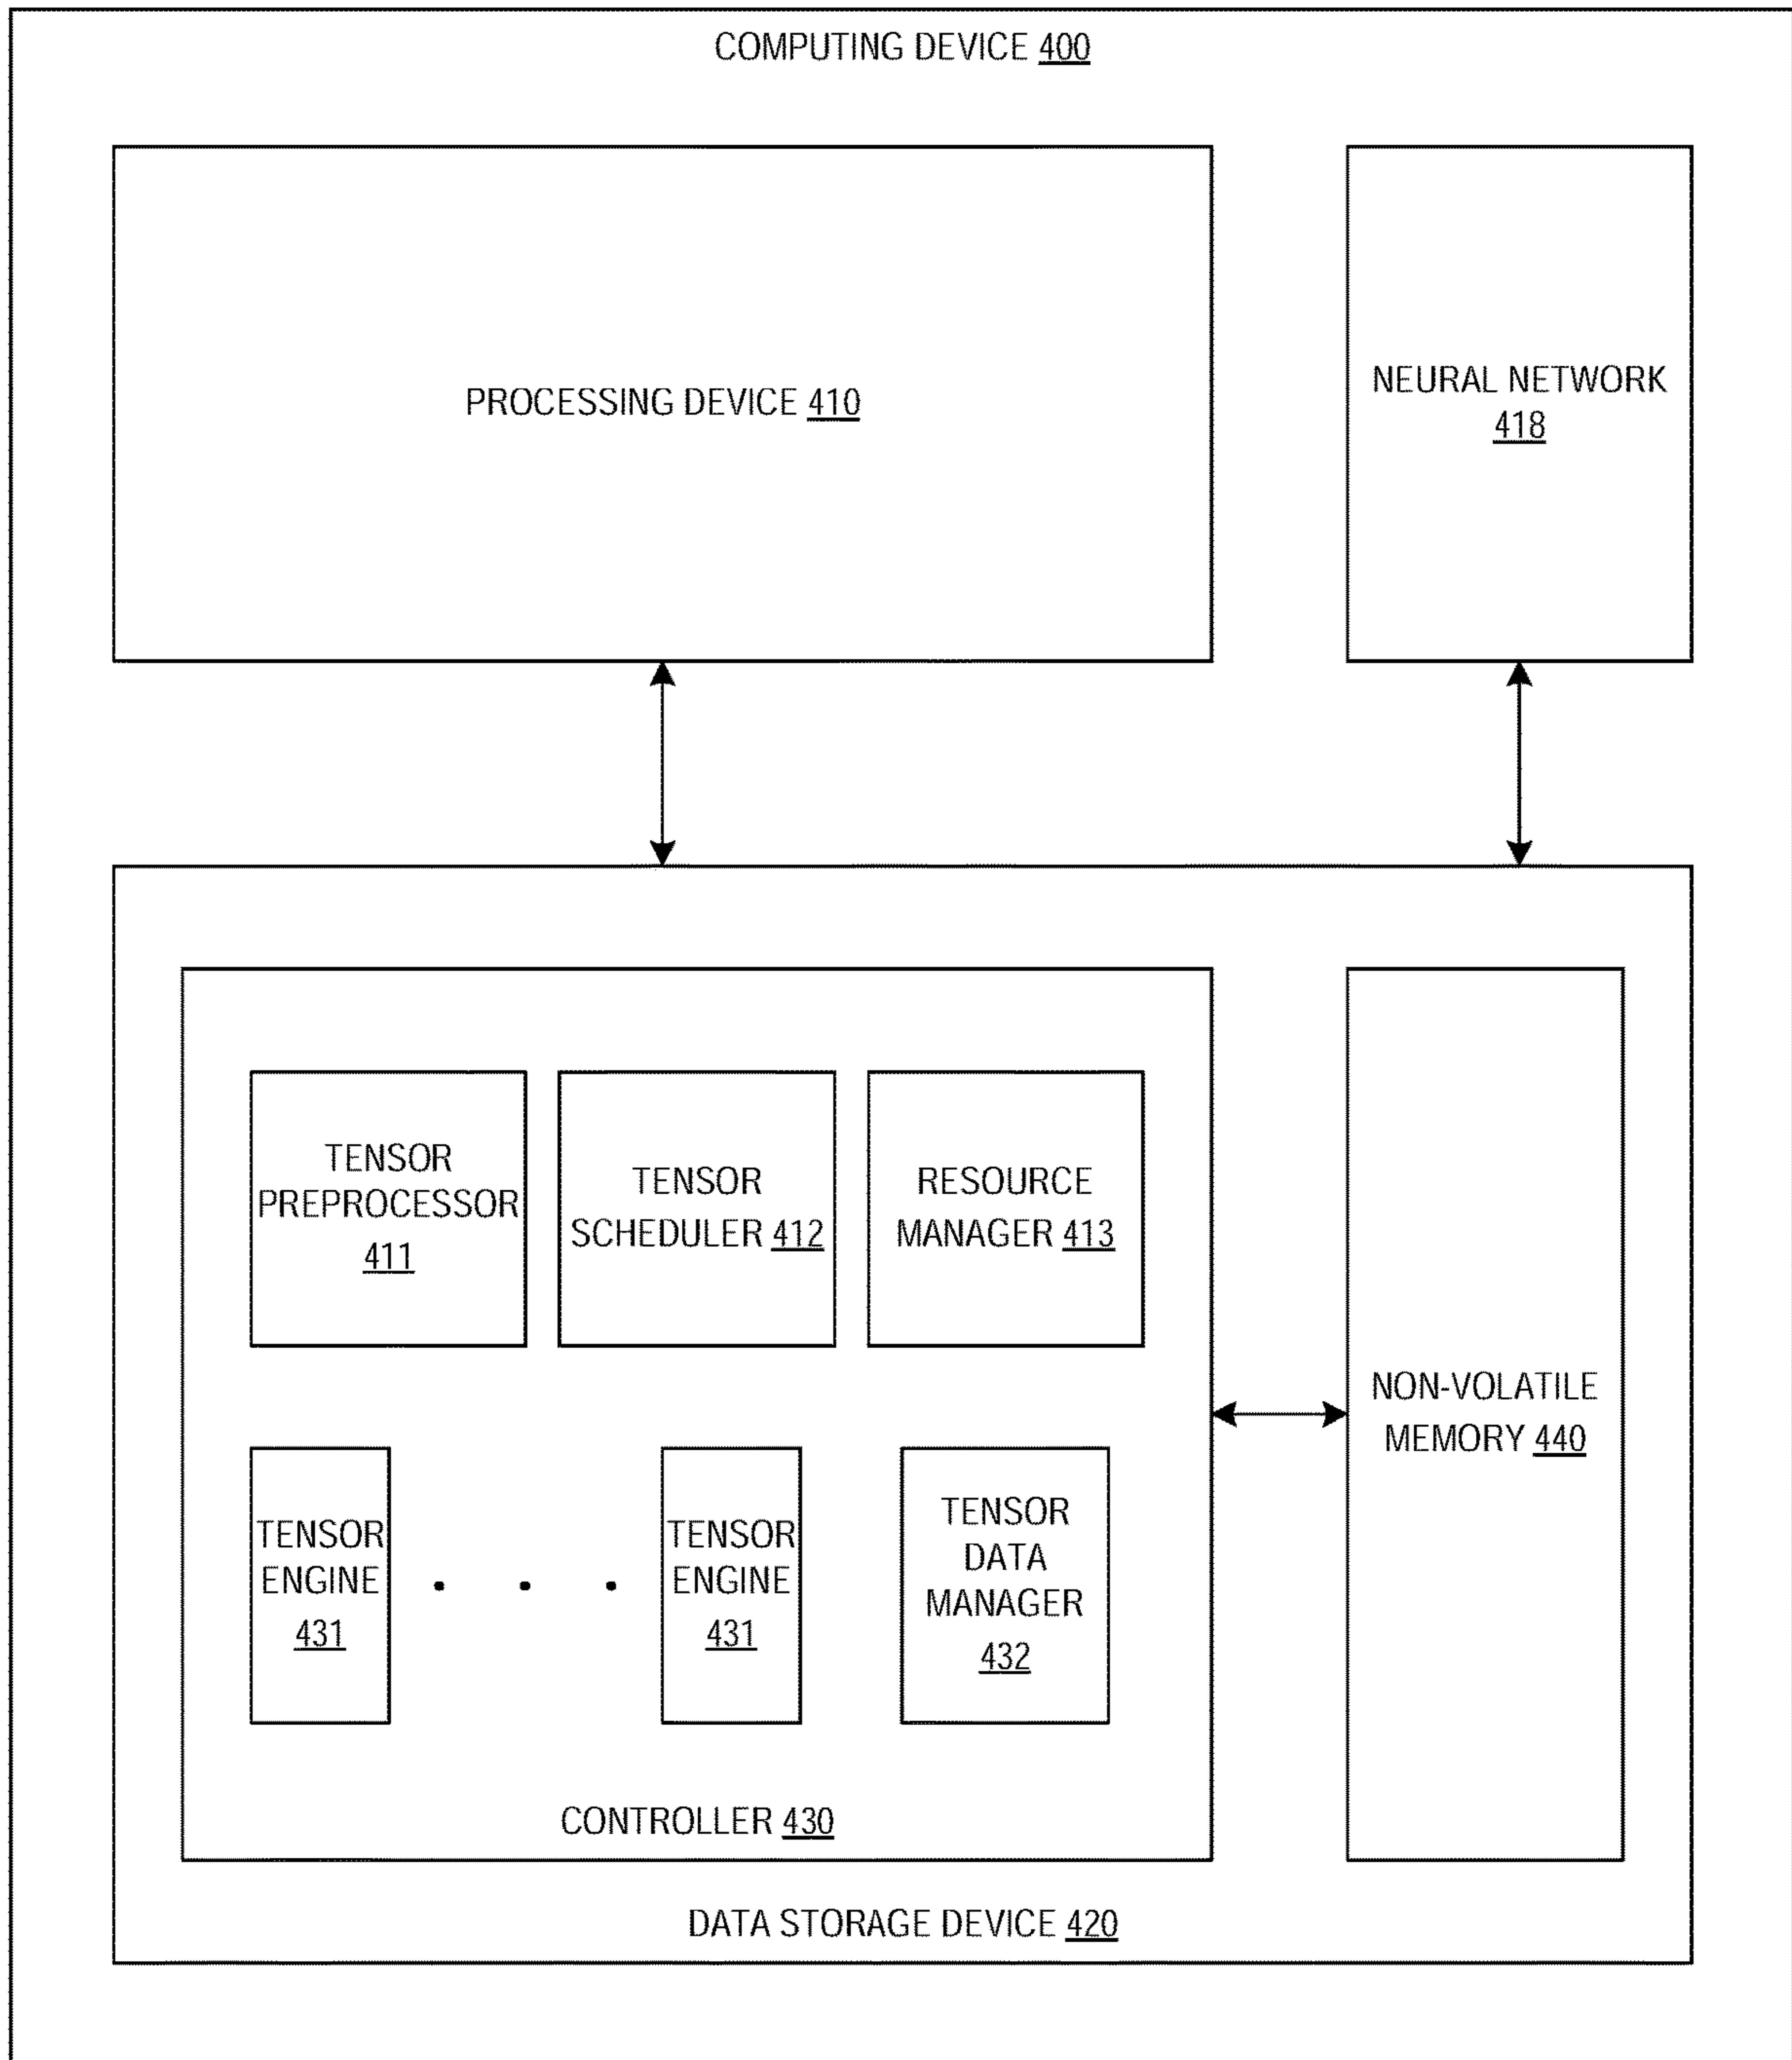 COMPUTING DEVICE 400
PROCESSING DEVICE 410
NEURAL NETWORK
418
TENSOR
PREPROCESSOR
411
TENSOR
SCHEDULER 412
RESOURCE
MANAGER 413
NON-VOLATILE
MEMORY 440
TENSOR
ENGINE
431
. . .
TENSOR
ENGINE
431
TENSOR
DATA
MANAGER
432
CONTROLLER 430
DATA STORAGE DEVICE 420